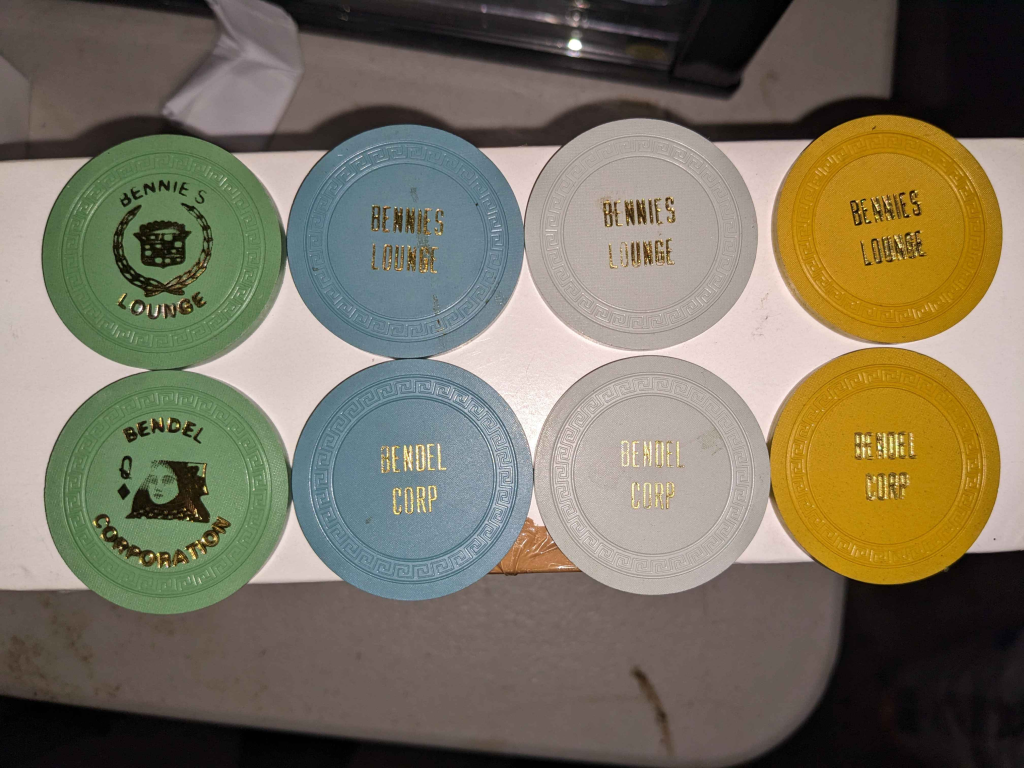 BENNIE S
LOUNGE
BENNIES
LOUNGE
BENNIES
LOUNGE
BENNIES
LOUNGE
BENDEL
Q
CORPORATION
BENDEL
CORP
BENDEL
CORP
BENDEL
CORP